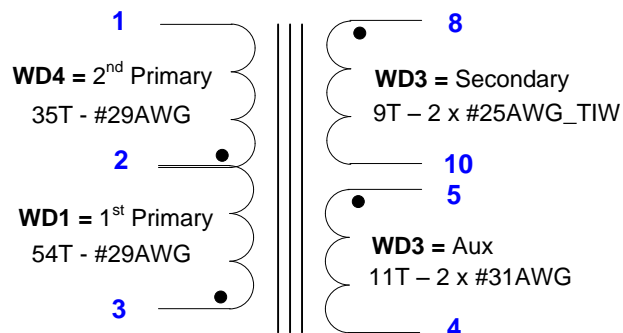 1
WD4 = 2nd Primary
35T - #29AWG
2
WD1 = 1st Primary
54T - #29AWG
3
8
WD3 = Secondary
9T – 2 x #25AWG_TIW
10
5
WD3 = Aux
11T – 2 x #31AWG
4